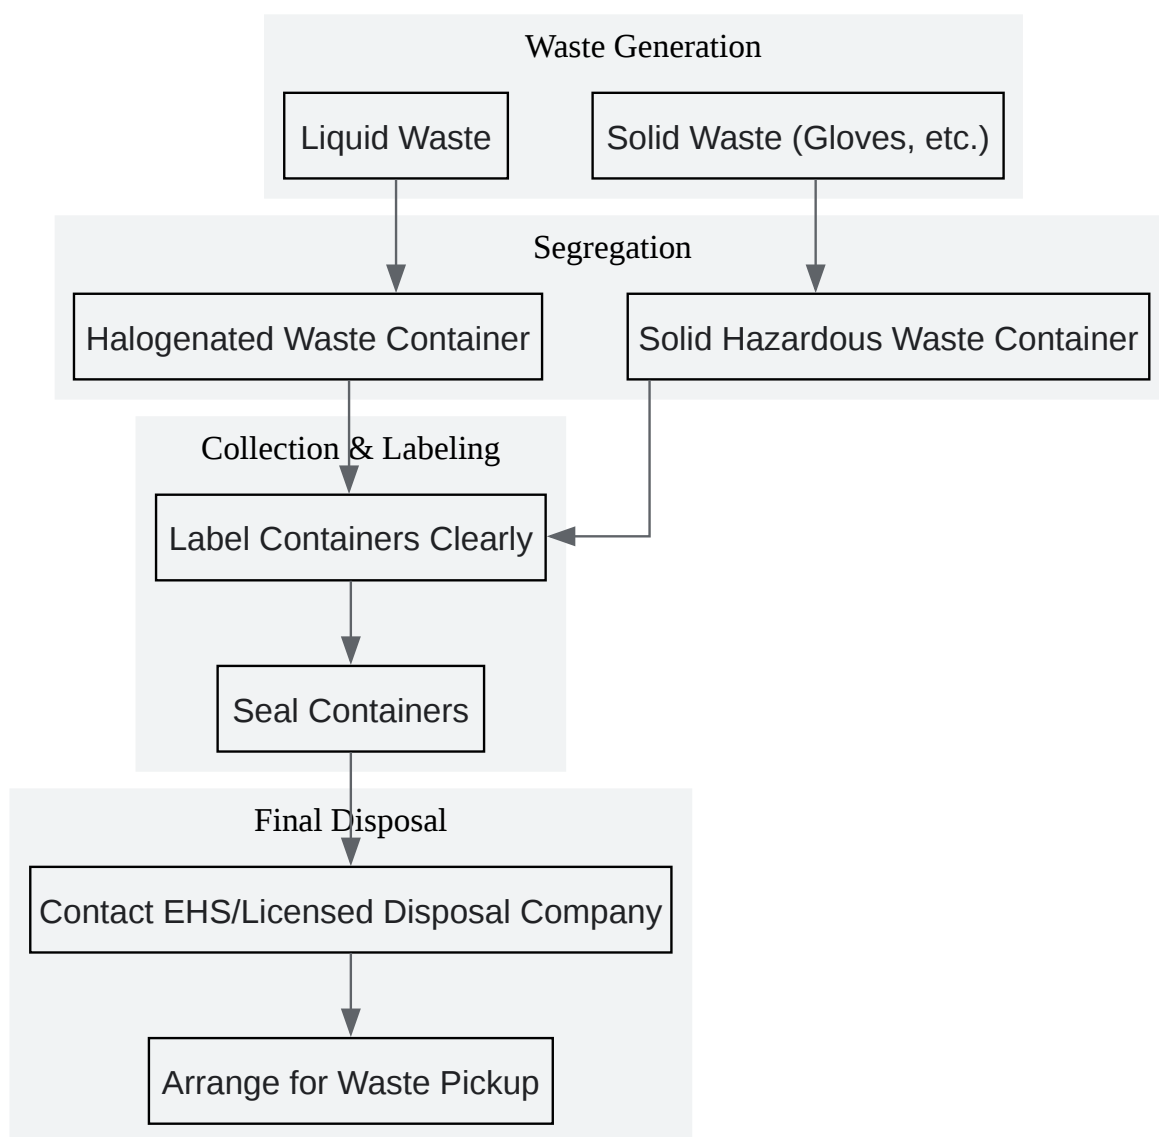 Waste Generation
Liquid Waste
Solid Waste (Gloves, etc.)
Segregation
Halogenated Waste Container
Solid Hazardous Waste Container
Collection & Labeling
Label Containers Clearly
Seal Containers
Final Disposal
Contact EHS/Licensed Disposal Company
Arrange for Waste Pickup